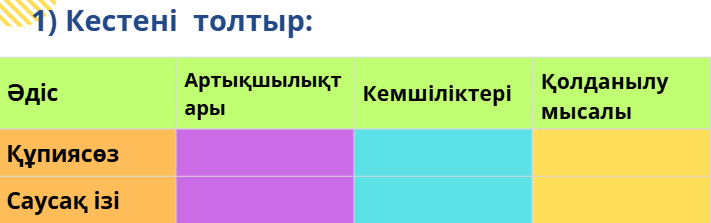 1) Кестені толтыр:
Әдіс
Артықшылықт
ары
Кемшіліктері
Қолданылу
мысалы
Құпиясөз
Саусақ ізі